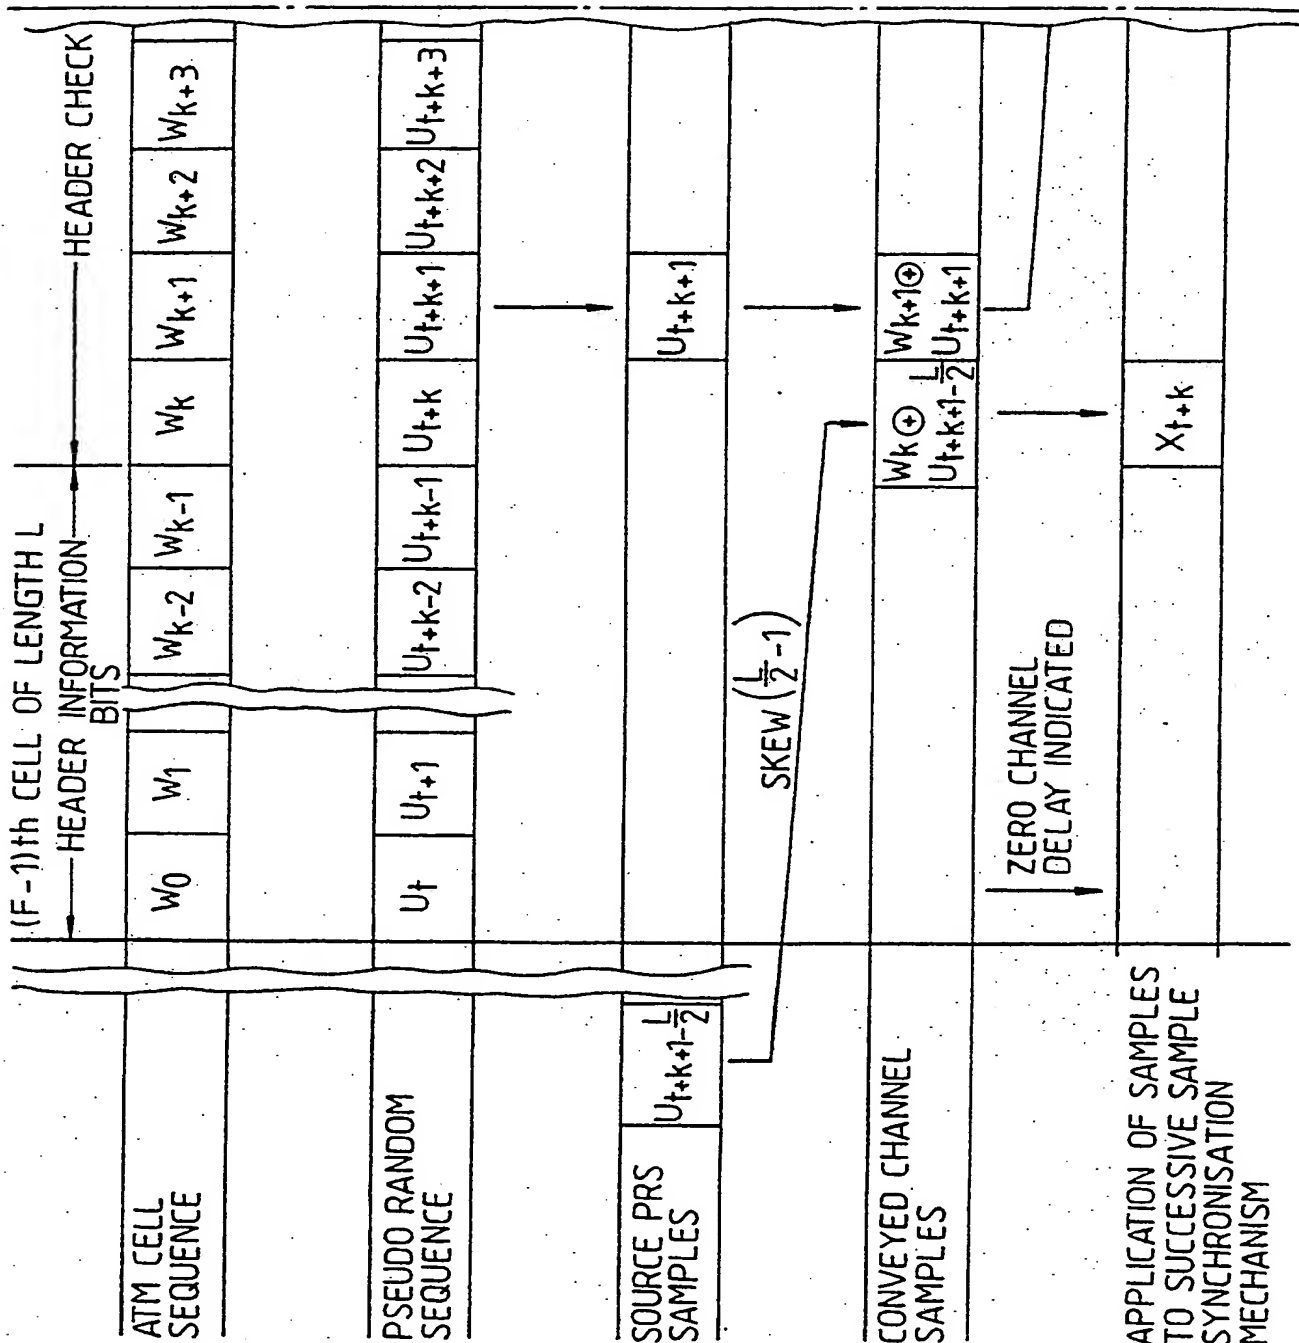 (F-1)th CELL OF LENGTH L
HEADER INFORMATION
BITS
HEADER CHECK
ATM CELL
SEQUENCE
W0 W1 Wk-2 Wk-1 Wk Wk+1 Wk+2 Wk+3
PSEUDO RANDOM
SEQUENCE
Ut Ut+1 Ut+k-2 Ut+k-1 Ut+k Ut+k+1 Ut+k+2 Ut+k+3
SOURCE PRS
SAMPLES
Ut+k+1-L/2 Ut+k+1
SKEW (L/2-1)
CONVEYED CHANNEL
SAMPLES
Wk⊕
Ut+k+1-L/2
Wk+1⊕
Ut+k+1
ZERO CHANNEL
DELAY INDICATED
APPLICATION OF SAMPLES
TO SUCCESSIVE SAMPLE
SYNCHRONISATION
MECHANISM
Xt+k